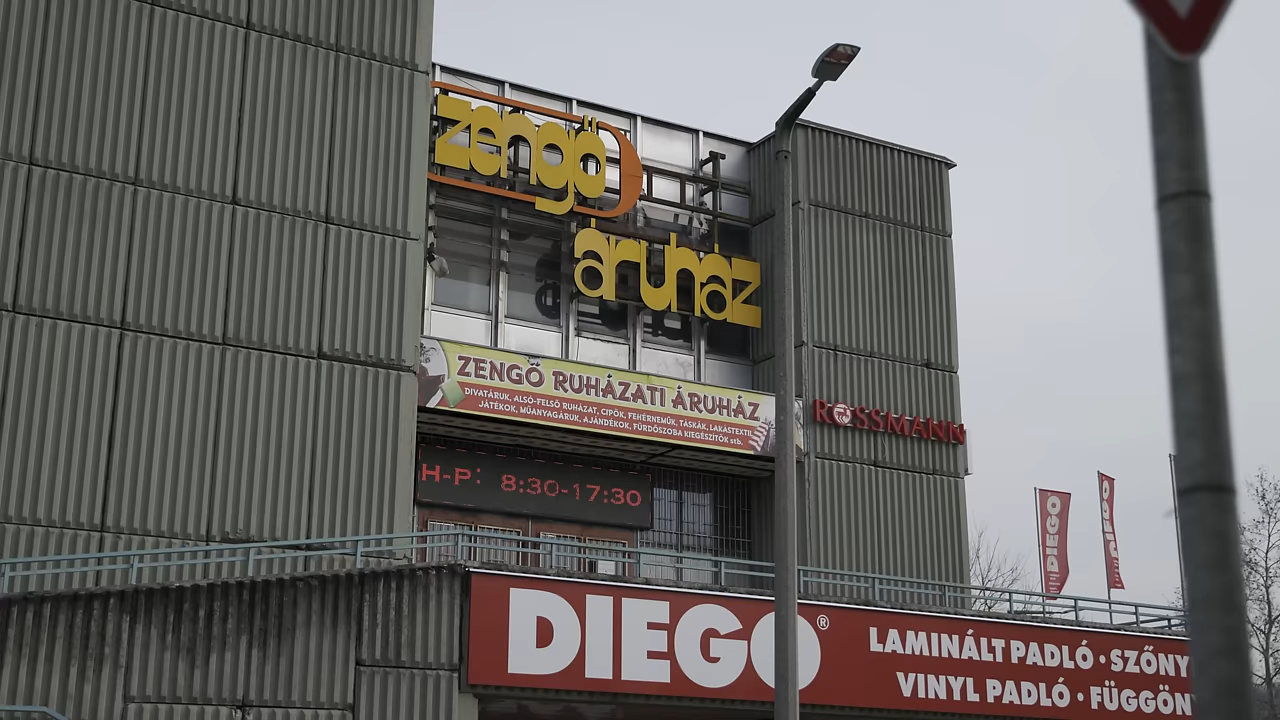 zengő
áruház
ZENGŐ RUHÁZATI ÁRUHÁZ
DIVATÁRUK, ALSÓ-FELSŐ RUHÁZAT, CIPŐK, FEHÉRNEMŰK, TÁSKÁK, LAKÁSTEXTIL
JÁTÉKOK, MŰANYAGÁRUK, AJÁNDÉKOK, FÜRDŐSZOBA KIEGÉSZÍTŐK stb.
ROSSMANN
H-P: 8:30-17:30
DIEGO
DIEGO
DIEGO®
LAMINÁLT PADLÓ · SZŐNY
VINYL PADLÓ · FÜGGÖN